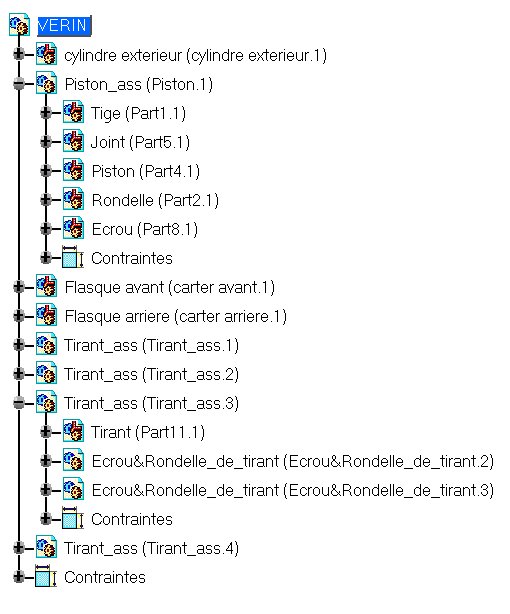 VERIN
cylindre exterieur (cylindre exterieur.1)
Piston_ass (Piston.1)
Tige (Part1.1)
Joint (Part5.1)
Piston (Part4.1)
Rondelle (Part2.1)
Ecrou (Part8.1)
Contraintes
Flasque avant (carter avant.1)
Flasque arriere (carter arriere.1)
Tirant_ass (Tirant_ass.1)
Tirant_ass (Tirant_ass.2)
Tirant_ass (Tirant_ass.3)
Tirant (Part11.1)
Ecrou&Rondelle_de_tirant (Ecrou&Rondelle_de_tirant.2)
Ecrou&Rondelle_de_tirant (Ecrou&Rondelle_de_tirant.3)
Contraintes
Tirant_ass (Tirant_ass.4)
Contraintes